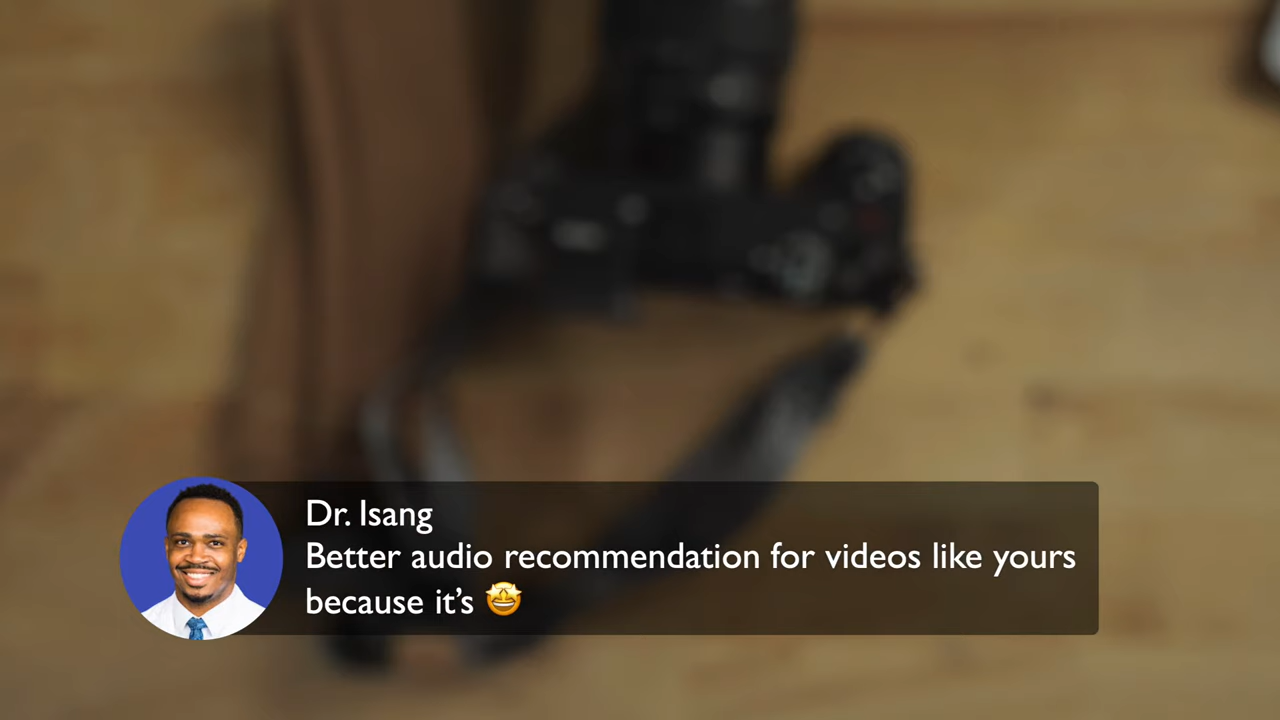 Dr. Isang
Better audio recommendation for videos like yours
because it’s 🤩